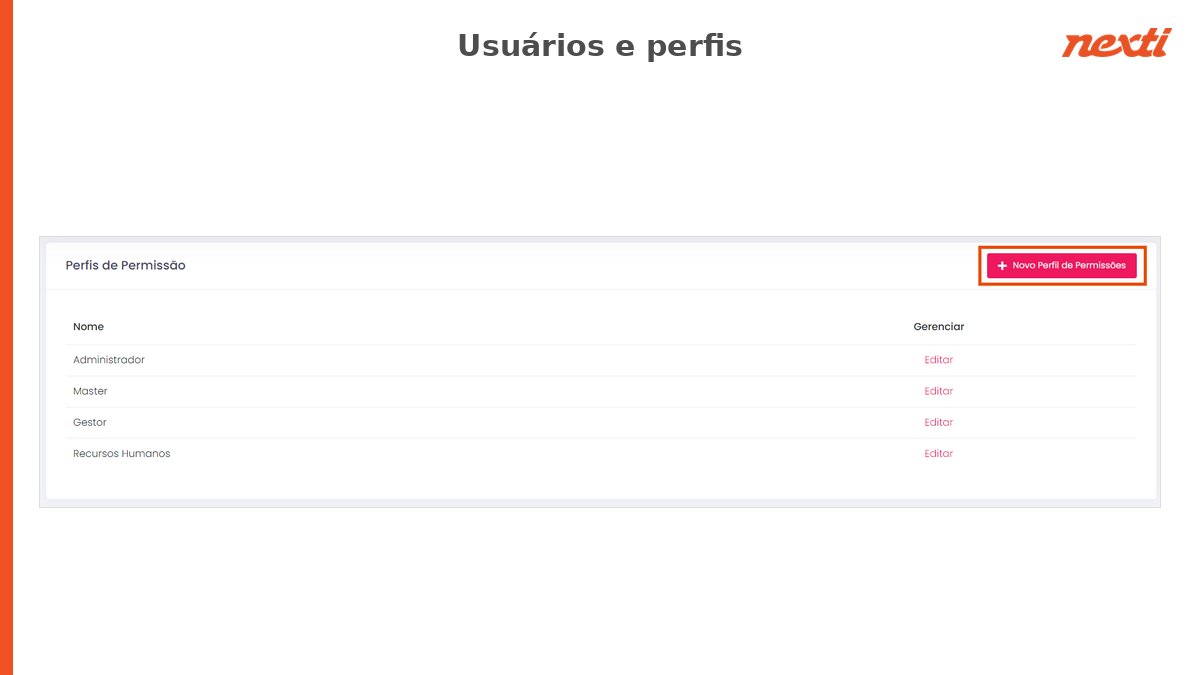 Usuários e perfis
nexti
Perfis de Permissão
+ Novo Perfil de Permissões
Nome Gerenciar
Administrador Editar
Master Editar
Gestor Editar
Recursos Humanos Editar